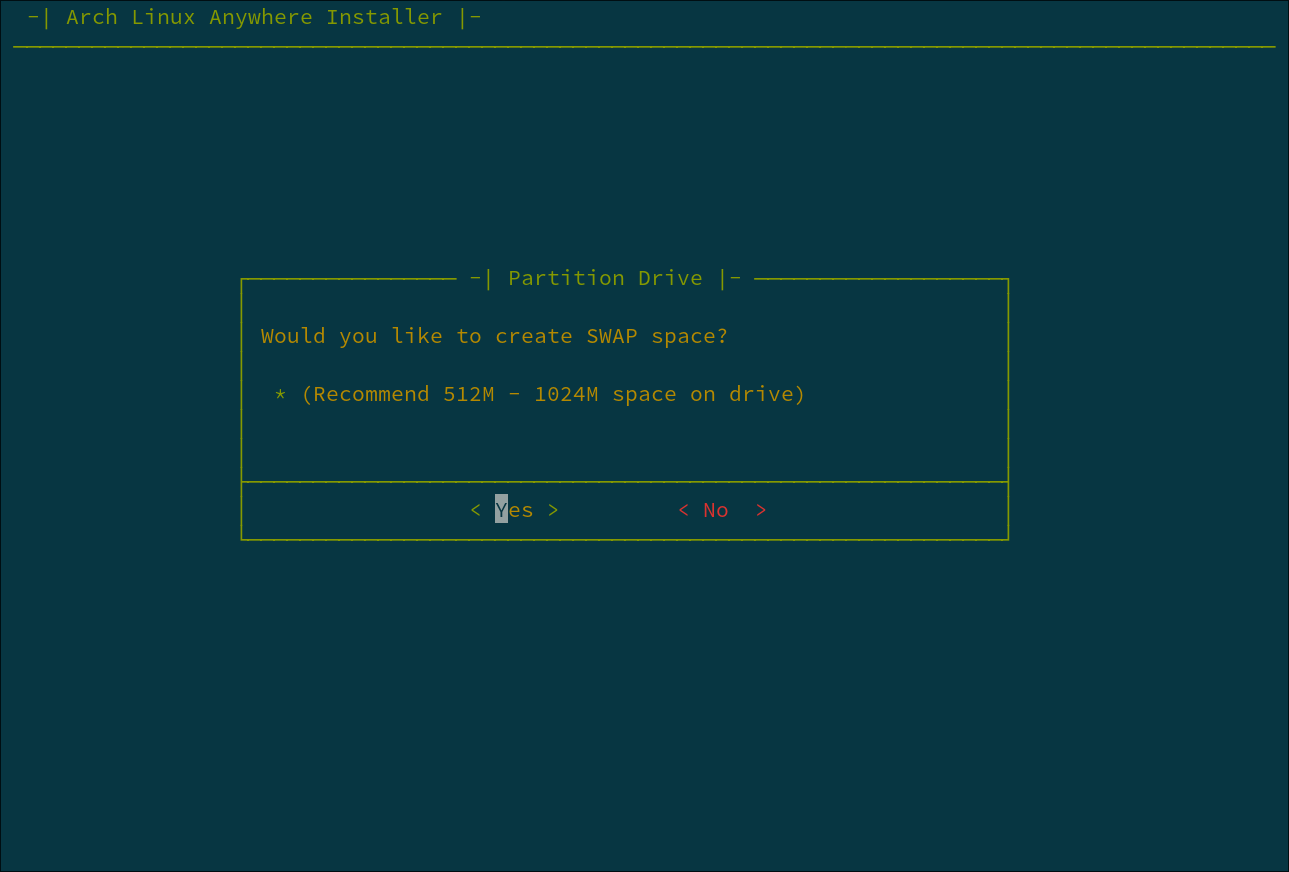 -| Arch Linux Anywhere Installer |-
-| Partition Drive |-
Would you like to create SWAP space?
* (Recommend 512M - 1024M space on drive)
< Yes > < No >